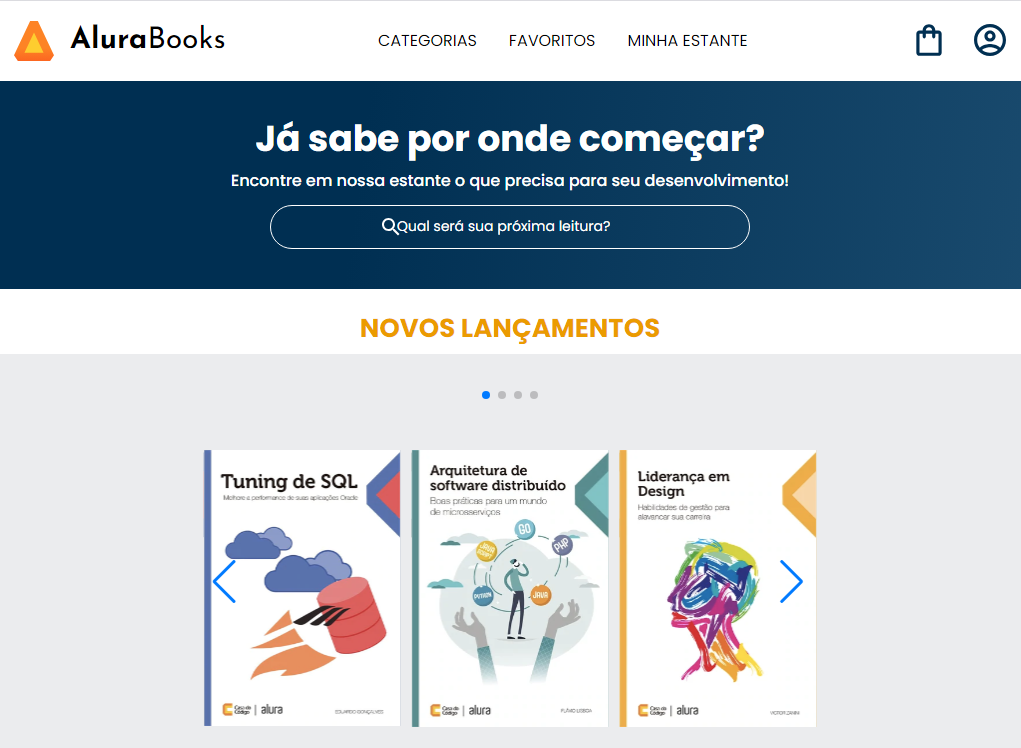 AluraBooks
CATEGORIAS
FAVORITOS
MINHA ESTANTE
Já sabe por onde começar?
Encontre em nossa estante o que precisa para seu desenvolvimento!
Qual será sua próxima leitura?
NOVOS LANÇAMENTOS
Tuning de SQL
Melhore a performance de suas aplicações Oracle
Casa do
Código
alura
EDUARDO GONÇALVES
Arquitetura de
software distribuído
Boas práticas para um mundo
de microsserviços
GO
JAVA
SCRIPT
PHP
PYTHON
JAVA
Casa do
Código
alura
FLÁVIO LISBOA
Liderança em
Design
Habilidades de gestão para
alavancar sua carreira
Casa do
Código
alura
VICTOR ZANINI